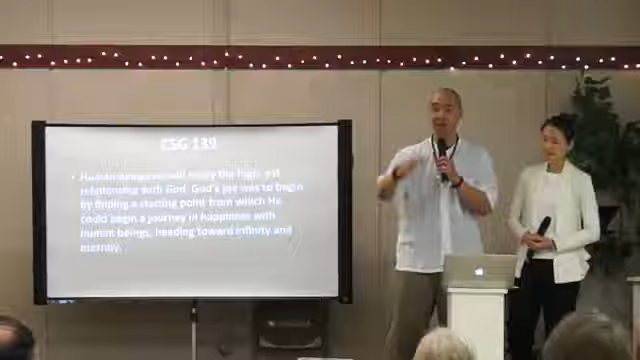 CSG 139
• Human beings will enjoy the highest
relationship with God. God's joy was to begin
by finding a starting point from which He
could begin a journey in happiness with
human beings, heading toward infinity and
eternity.